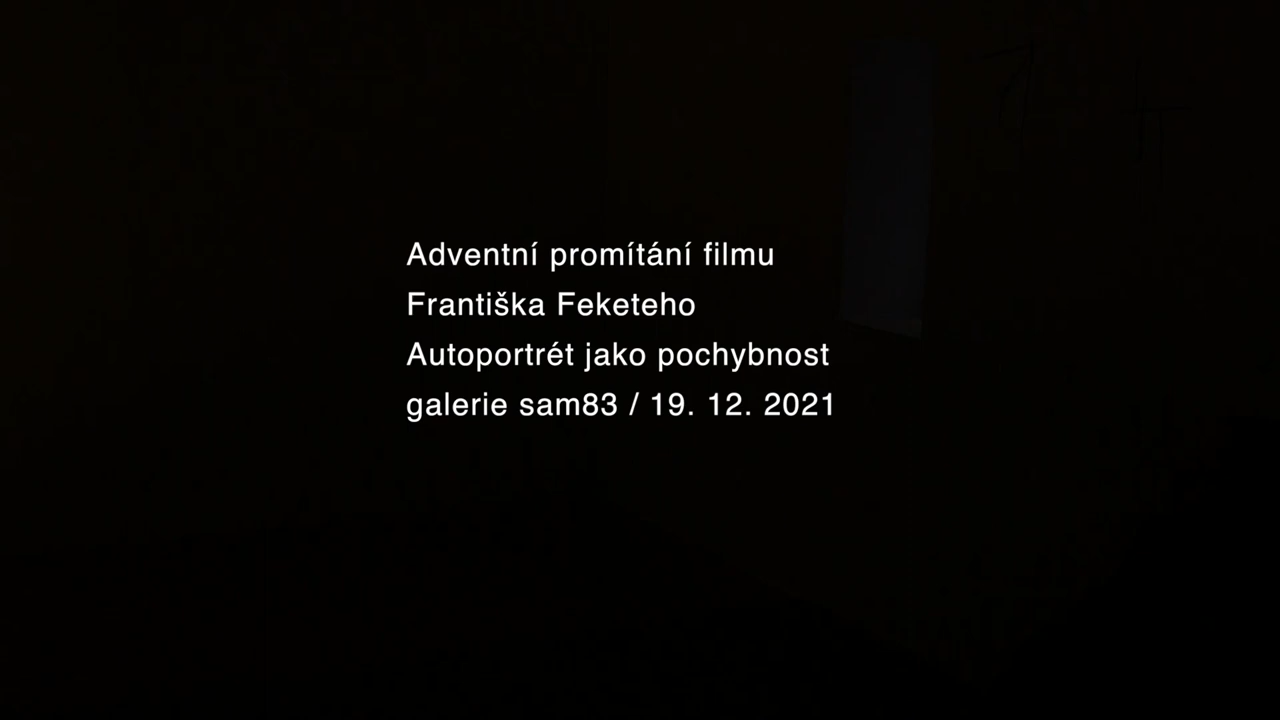 Adventní promítání filmu
Františka Feketeho
Autoportrét jako pochybnost
galerie sam83 / 19. 12. 2021